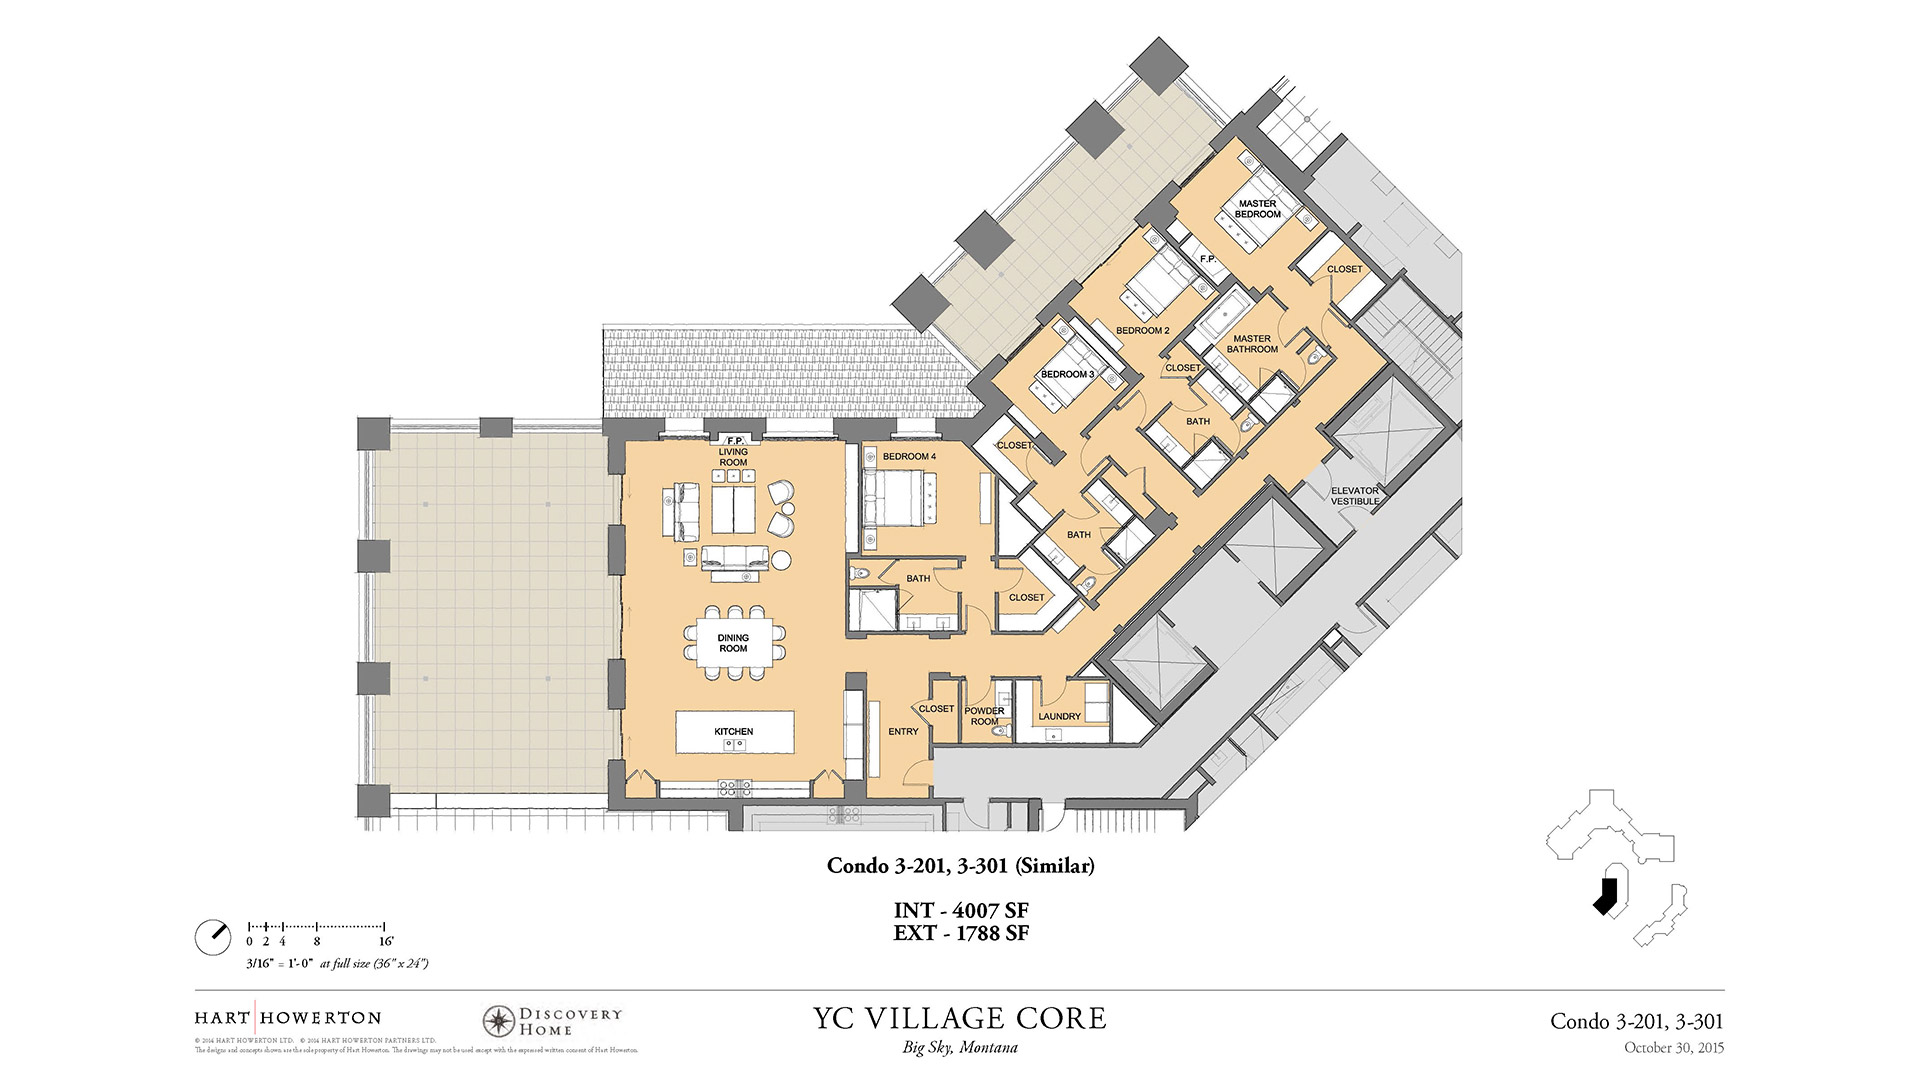 MASTER
BEDROOM
F.P.
CLOSET
BEDROOM 2
MASTER
BATHROOM
BEDROOM 3
CLOSET
BATH
CLOSET
F.P.
LIVING
ROOM
BEDROOM 4
ELEVATOR
VESTIBULE
BATH
BATH
CLOSET
DINING
ROOM
CLOSET
POWDER
ROOM
LAUNDRY
KITCHEN
ENTRY
Condo 3-201, 3-301 (Similar)
INT - 4007 SF
EXT - 1788 SF
0 2 4 8 16'
3/16" = 1'-0" at full size (36" x 24")
HART HOWERTON
© 2014 HART HOWERTON LTD. © 2014 HART HOWERTON PARTNERS LTD.
The designs and concepts shown are the sole property of Hart Howerton. The drawings may not be used except with the expressed written consent of Hart Howerton.
DISCOVERY
HOME
YC VILLAGE CORE
Big Sky, Montana
Condo 3-201, 3-301
October 30, 2015